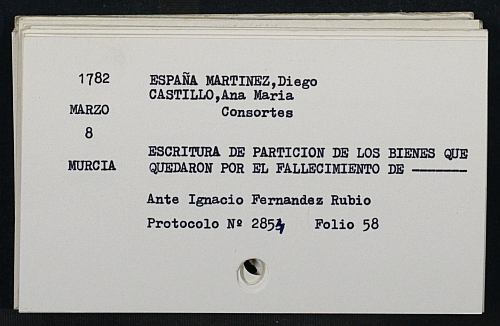 1782 ESPAÑA MARTINEZ,Diego
CASTILLO,Ana Maria
MARZO Consortes
8
ESCRITURA DE PARTICION DE LOS BIENES QUE
MURCIA QUEDARON POR EL FALLECIMIENTO DE ———————
Ante Ignacio Fernandez Rubio
Protocolo Nº 2854 Folio 58